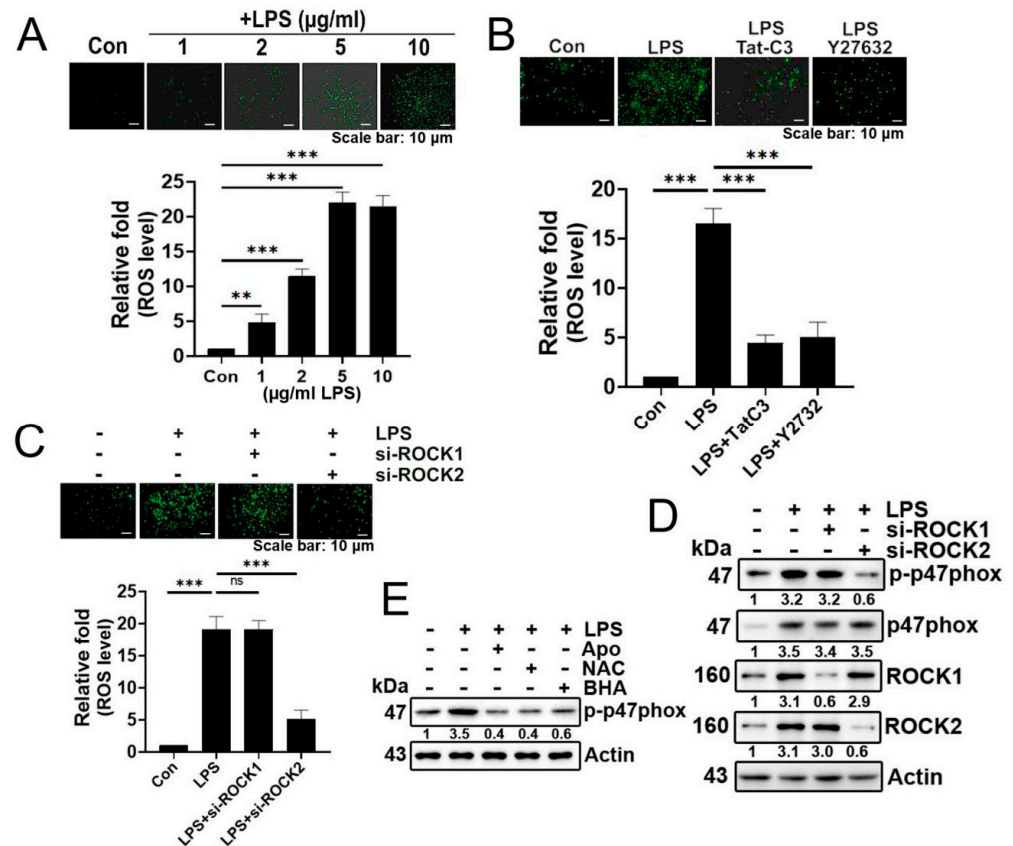 A
+LPS (µg/ml)
Con 1 2 5 10
Scale bar: 10 µm
***
***
***
**
Relative fold
(ROS level)
25
20
15
10
5
0
Con 1 2 5 10
(µg/ml LPS)
B
Con LPS LPS Tat-C3 LPS Y27632
Scale bar: 10 µm
***
*** ***
Relative fold
(ROS level)
20
15
10
5
0
Con
LPS
LPS+TatC3
LPS+Y2732
C
- + + + LPS
- - + - si-ROCK1
- - - + si-ROCK2
Scale bar: 10 µm
***
*** ns
Relative fold
(ROS level)
25
20
15
10
5
0
Con
LPS
LPS+si-ROCK1
LPS+si-ROCK2
D
- + + + LPS
- - + - si-ROCK1
kDa - - - + si-ROCK2
47 p-p47phox
1 3.2 3.2 0.6
47 p47phox
1 3.5 3.4 3.5
160 ROCK1
1 3.1 0.6 2.9
160 ROCK2
1 3.1 3.0 0.6
43 Actin
E
- + + + + LPS
- - + - - Apo
- - - + - NAC
kDa - - - - + BHA
47 p-p47phox
1 3.5 0.4 0.4 0.6
43 Actin